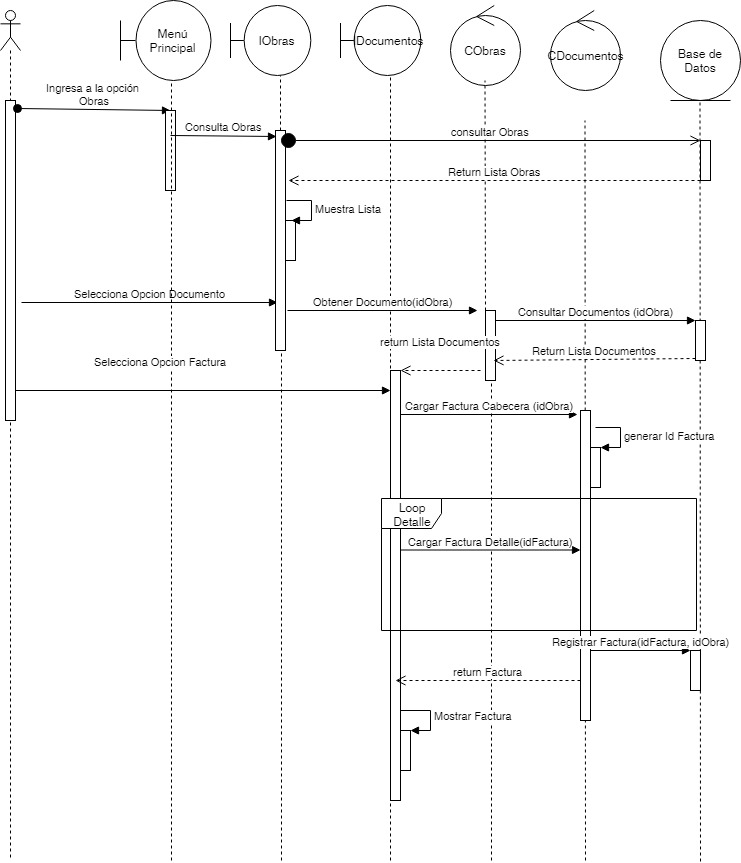 Menú
Principal
IObras
Documentos
CObras
CDocumentos
Base de
Datos
Ingresa a la opción
Obras
Consulta Obras
consultar Obras
Return Lista Obras
Muestra Lista
Selecciona Opcion Documento
Obtener Documento(idObra)
Consultar Documentos (idObra)
return Lista Documentos
Return Lista Documentos
Selecciona Opcion Factura
Cargar Factura Cabecera (idObra)
generar Id Factura
Loop
Detalle
Cargar Factura Detalle(idFactura)
Registrar Factura(idFactura, idObra)
return Factura
Mostrar Factura